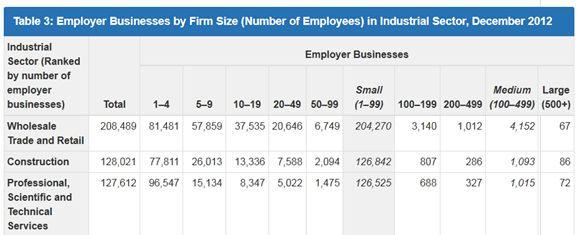 Table 3: Employer Businesses by Firm Size (Number of Employees) in Industrial Sector, December 2012
Industrial
Sector (Ranked
by number of
employer
businesses)
Employer Businesses
Total 1–4 5–9 10–19 20–49 50–99 Small (1–99) 100–199 200–499 Medium (100–499) Large (500+)
Wholesale 208,489 81,481 57,859 37,535 20,646 6,749 204,270 3,140 1,012 4,152 67
Trade and Retail
Construction 128,021 77,811 26,013 13,336 7,588 2,094 126,842 807 286 1,093 86
Professional, 127,612 96,547 15,134 8,347 5,022 1,475 126,525 688 327 1,015 72
Scientific and
Technical
Services